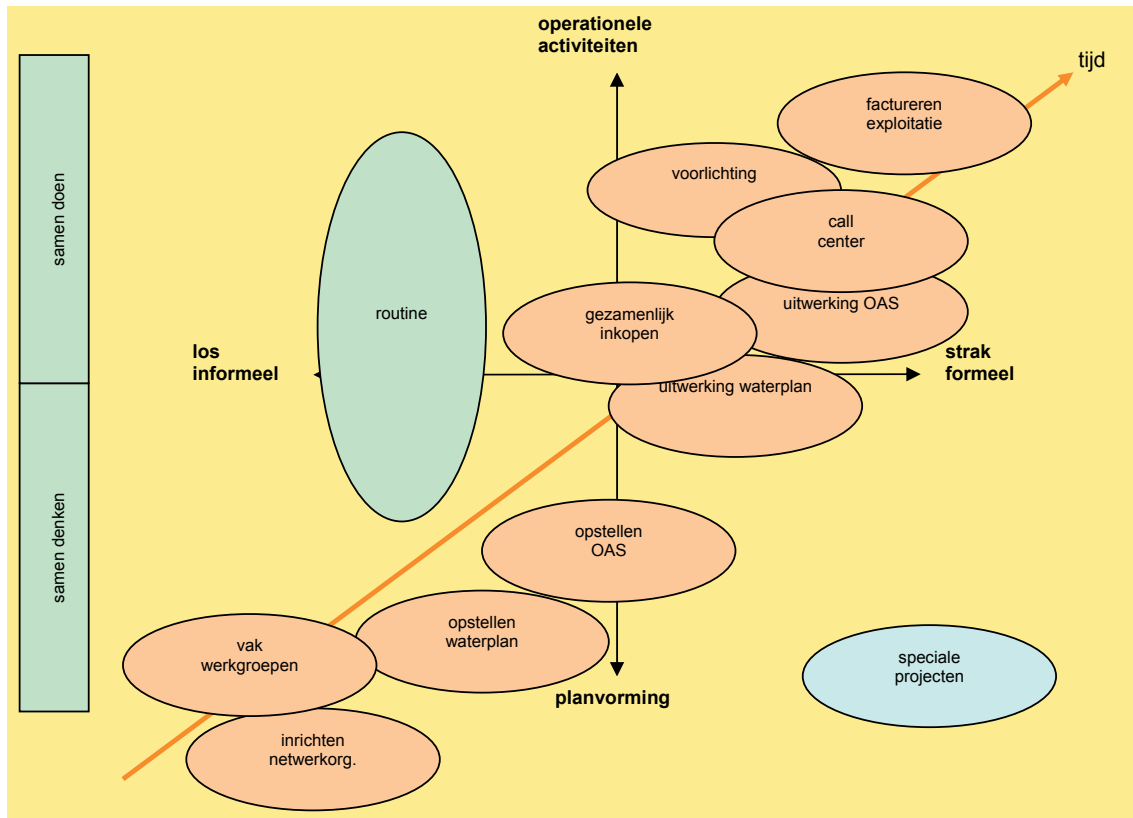 operationele
activiteiten
tijd
factureren
exploitatie
voorlichting
samen doen
call
center
uitwerking OAS
routine
gezamenlijk
inkopen
los
informeel
strak
formeel
uitwerking waterplan
opstellen
OAS
samen denken
opstellen
waterplan
vak
werkgroepen
speciale
projecten
planvorming
inrichten
netwerkorg.